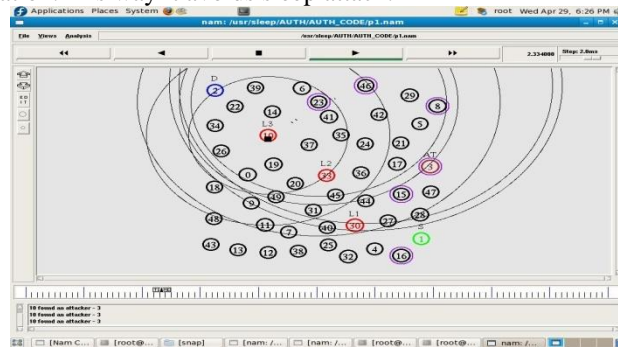 Applications Places System root Wed Apr 29, 6:26 PM
nam: /usr/sleep/AUTH/AUTH_CODE/p1.nam
File Views Analysis /usr/sleep/AUTH/AUTH_CODE/p1.nam
2.334000 Step: 2.0ms
D
2 39 6 46 29
22 23 8
14 41 42 5
34 L3
35
37 24 21
26 AT
19 L2 17 3
0 33 36
18 20 15 47
49 45 44
9 31 28
48 L1 27
11 30 S
7 40 1
43 13 12 38 25 32 4 16
10 found an attacker - 3
10 found an attacker - 3
10 found an attacker - 3
[Nam C... [root@... [snap] [nam: /... [nam: /... [root@... [root@... nam: /...